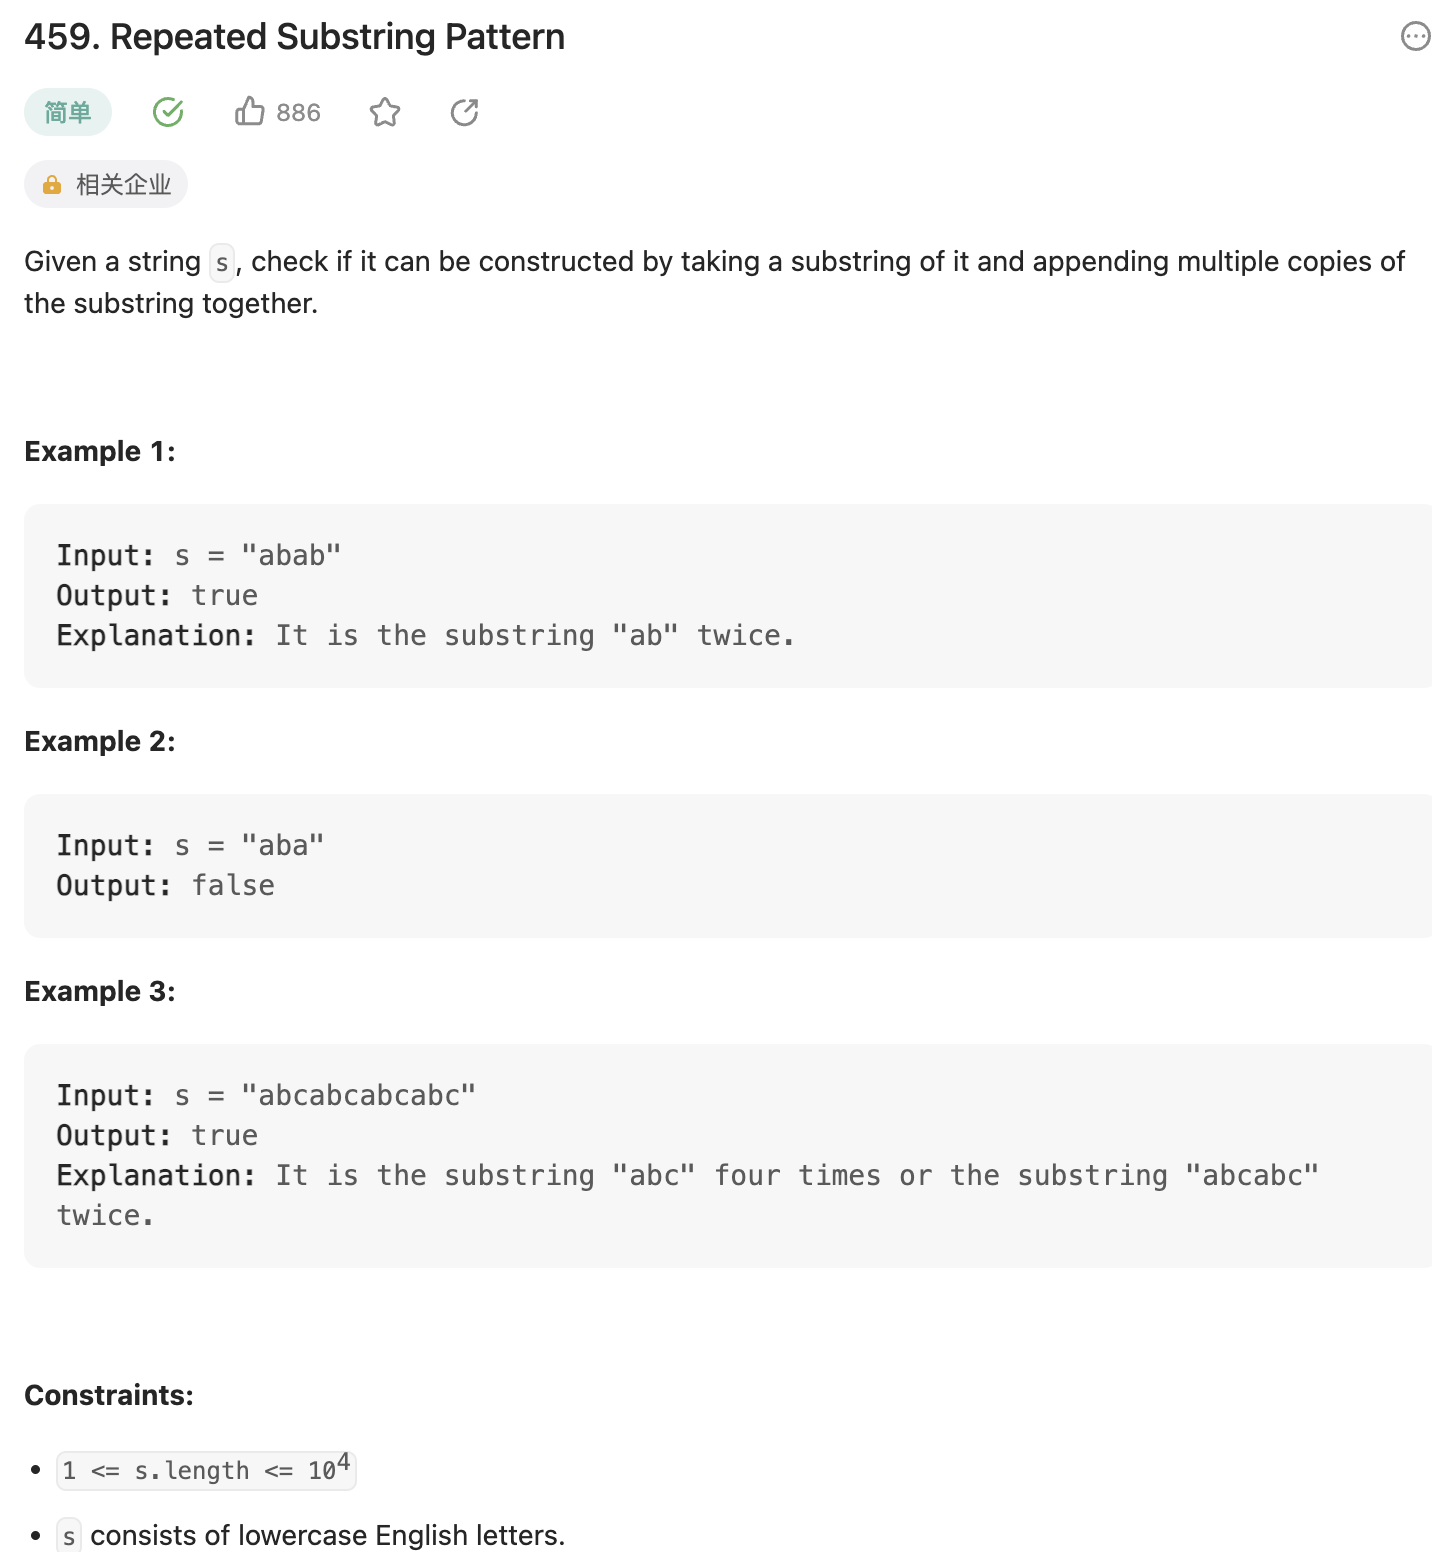 459. Repeated Substring Pattern
简单
886
相关企业
Given a string s, check if it can be constructed by taking a substring of it and appending multiple copies of
the substring together.
Example 1:
Input: s = "abab"
Output: true
Explanation: It is the substring "ab" twice.
Example 2:
Input: s = "aba"
Output: false
Example 3:
Input: s = "abcabcabcabc"
Output: true
Explanation: It is the substring "abc" four times or the substring "abcabc"
twice.
Constraints:
• 1 <= s.length <= 10⁴
• s consists of lowercase English letters.